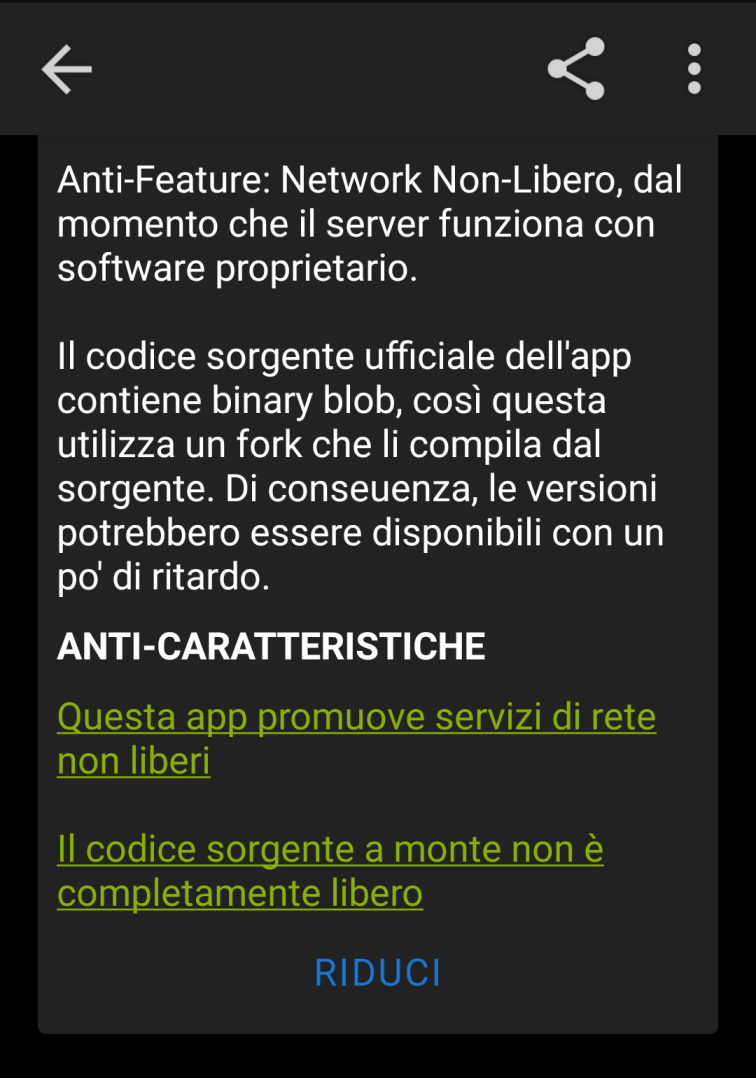 Anti-Feature: Network Non-Libero, dal
momento che il server funziona con
software proprietario.
Il codice sorgente ufficiale dell'app
contiene binary blob, così questa
utilizza un fork che li compila dal
sorgente. Di conseuenza, le versioni
potrebbero essere disponibili con un
po' di ritardo.
ANTI-CARATTERISTICHE
Questa app promuove servizi di rete
non liberi
Il codice sorgente a monte non è
completamente libero
RIDUCI